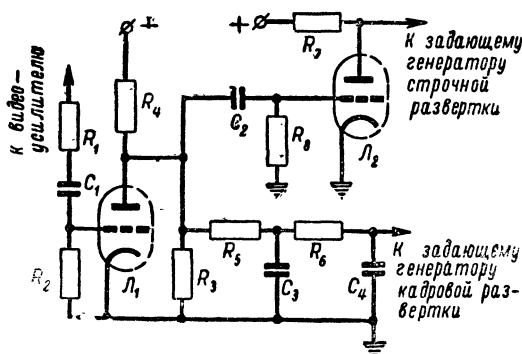 К видео-
усилителю
R₁
C₁
R₂
+
R₄
Л₁
R₃
+
R₉
К задающему
генератору
строчной
развертки
C₂
R₈
Л₂
R₅
R₆
C₃
C₄
К задающему
генератору
кадровой раз-
вертки